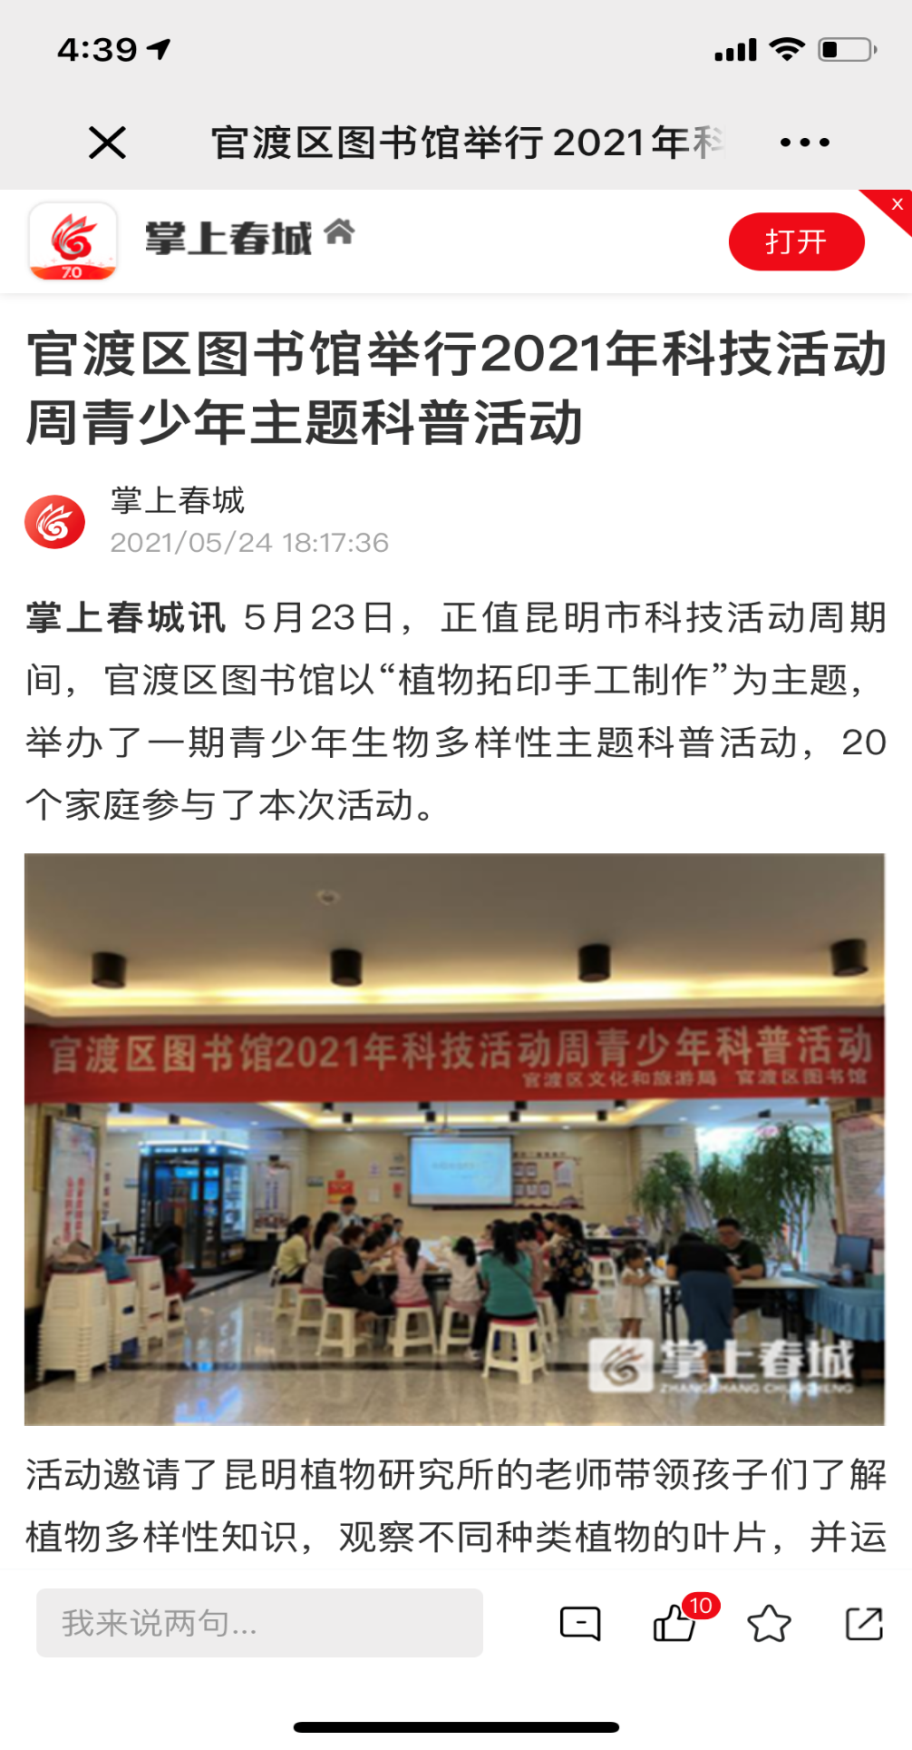 4:39
官渡区图书馆举行2021年科
掌上春城
打开
x
70
官渡区图书馆举行2021年科技活动
周青少年主题科普活动
掌上春城
2021/05/24 18:17:36
掌上春城讯 5月23日，正值昆明市科技活动周期
间，官渡区图书馆以“植物拓印手工制作”为主题，
举办了一期青少年生物多样性主题科普活动，20
个家庭参与了本次活动。
官渡区图书馆2021年科技活动周青少年科普活动
官渡区文化和旅游局 官渡区图书馆
掌上春城
ZHANGSHANG CHUNCHENG
活动邀请了昆明植物研究所的老师带领孩子们了解
植物多样性知识，观察不同种类植物的叶片，并运
我来说两句...
10